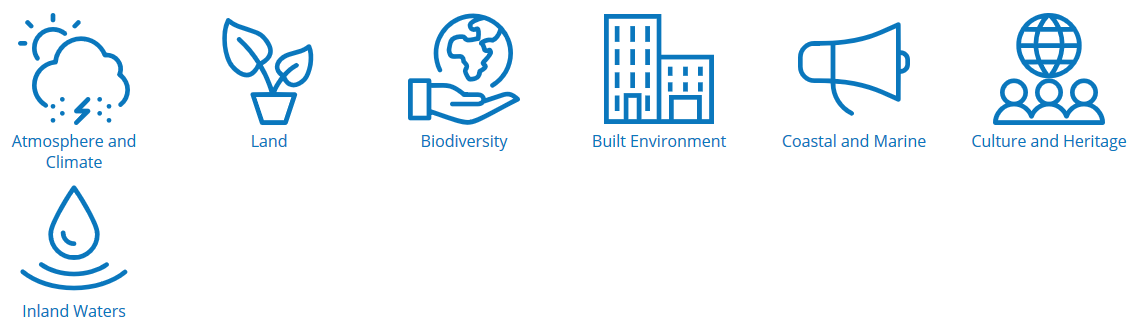 Atmosphere and
Climate
Land
Biodiversity
Built Environment
Coastal and Marine
Culture and Heritage
Inland Waters